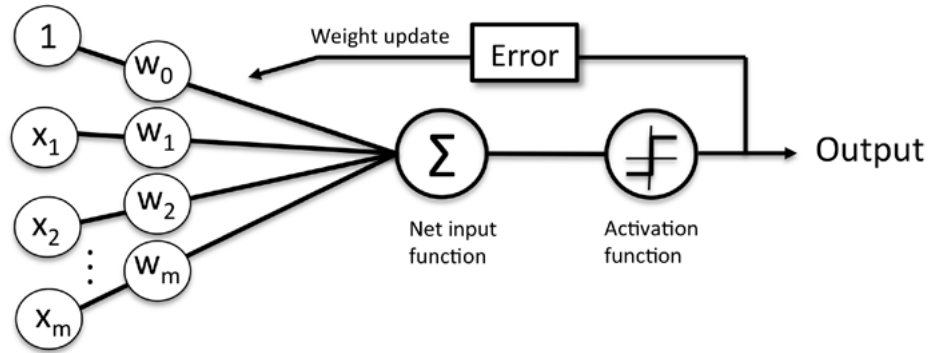 1
w₀
Weight update
Error
x₁
w₁
Σ
Output
x₂
w₂
Net input
function
Activation
function
⋮
wₘ
xₘ